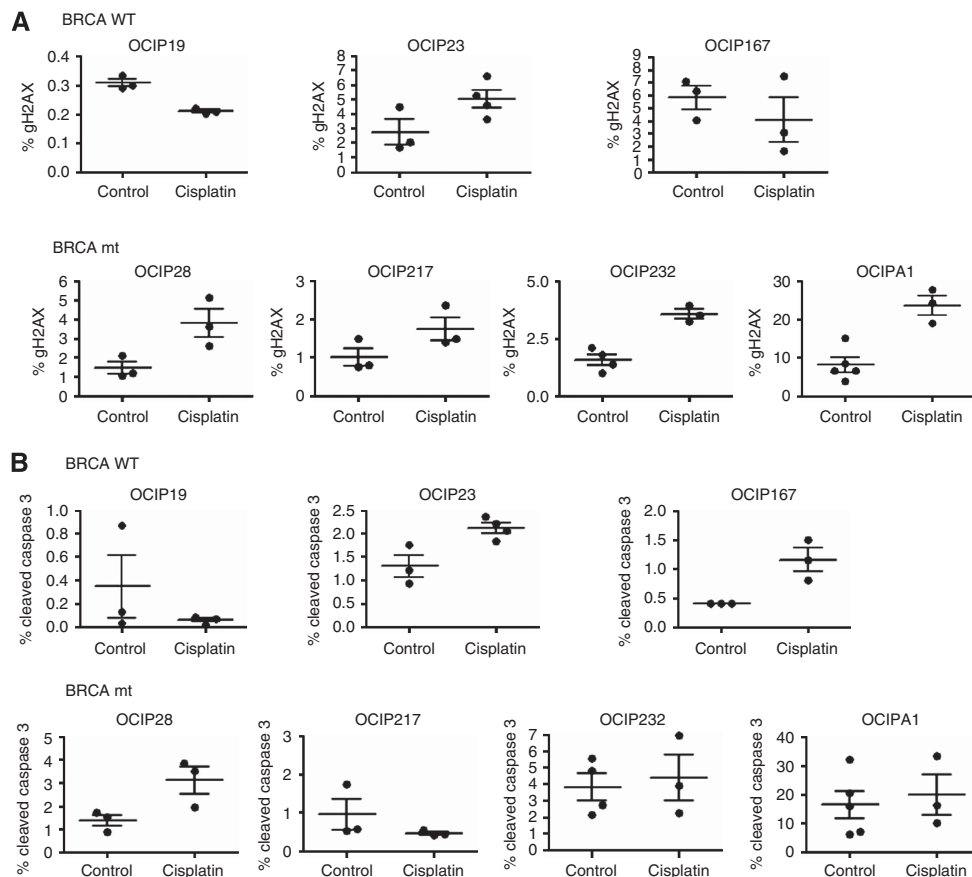 A
BRCA WT
OCIP19
OCIP23
OCIP167
% gH2AX
0.4
0.3
0.2
0.1
0.0
Control Cisplatin
% gH2AX
8
7
6
5
4
3
2
1
0
Control Cisplatin
% gH2AX
9
8
7
6
5
4
3
2
1
0
Control Cisplatin
BRCA mt
OCIP28
OCIP217
OCIP232
OCIPA1
% gH2AX
6
5
4
3
2
1
0
Control Cisplatin
% gH2AX
3
2
1
0
Control Cisplatin
% gH2AX
5.0
2.5
0.0
Control Cisplatin
% gH2AX
30
20
10
0
Control Cisplatin
B
BRCA WT
OCIP19
OCIP23
OCIP167
% cleaved caspase 3
1.0
0.8
0.6
0.4
0.2
0.0
Control Cisplatin
% cleaved caspase 3
2.5
2.0
1.5
1.0
0.5
0.0
Control Cisplatin
% cleaved caspase 3
2.0
1.5
1.0
0.5
0.0
Control Cisplatin
BRCA mt
OCIP28
OCIP217
OCIP232
OCIPA1
% cleaved caspase 3
5
4
3
2
1
0
Control Cisplatin
% cleaved caspase 3
3
2
1
0
Control Cisplatin
% cleaved caspase 3
7
6
5
4
3
2
1
0
Control Cisplatin
% cleaved caspase 3
40
30
20
10
0
Control Cisplatin